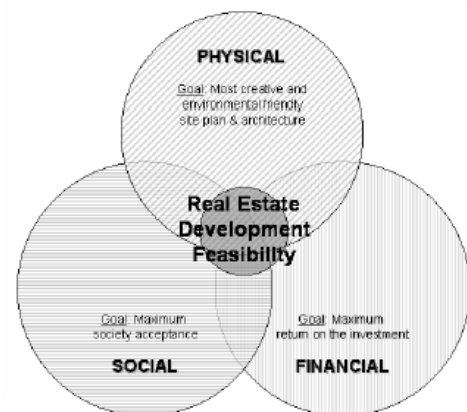 PHYSICAL
Goal: Most creative and
environmental friendly
site plan & architecture
Real Estate
Development
Feasibility
Goal: Maximum
society acceptance
SOCIAL
Goal: Maximum
return on the investment
FINANCIAL